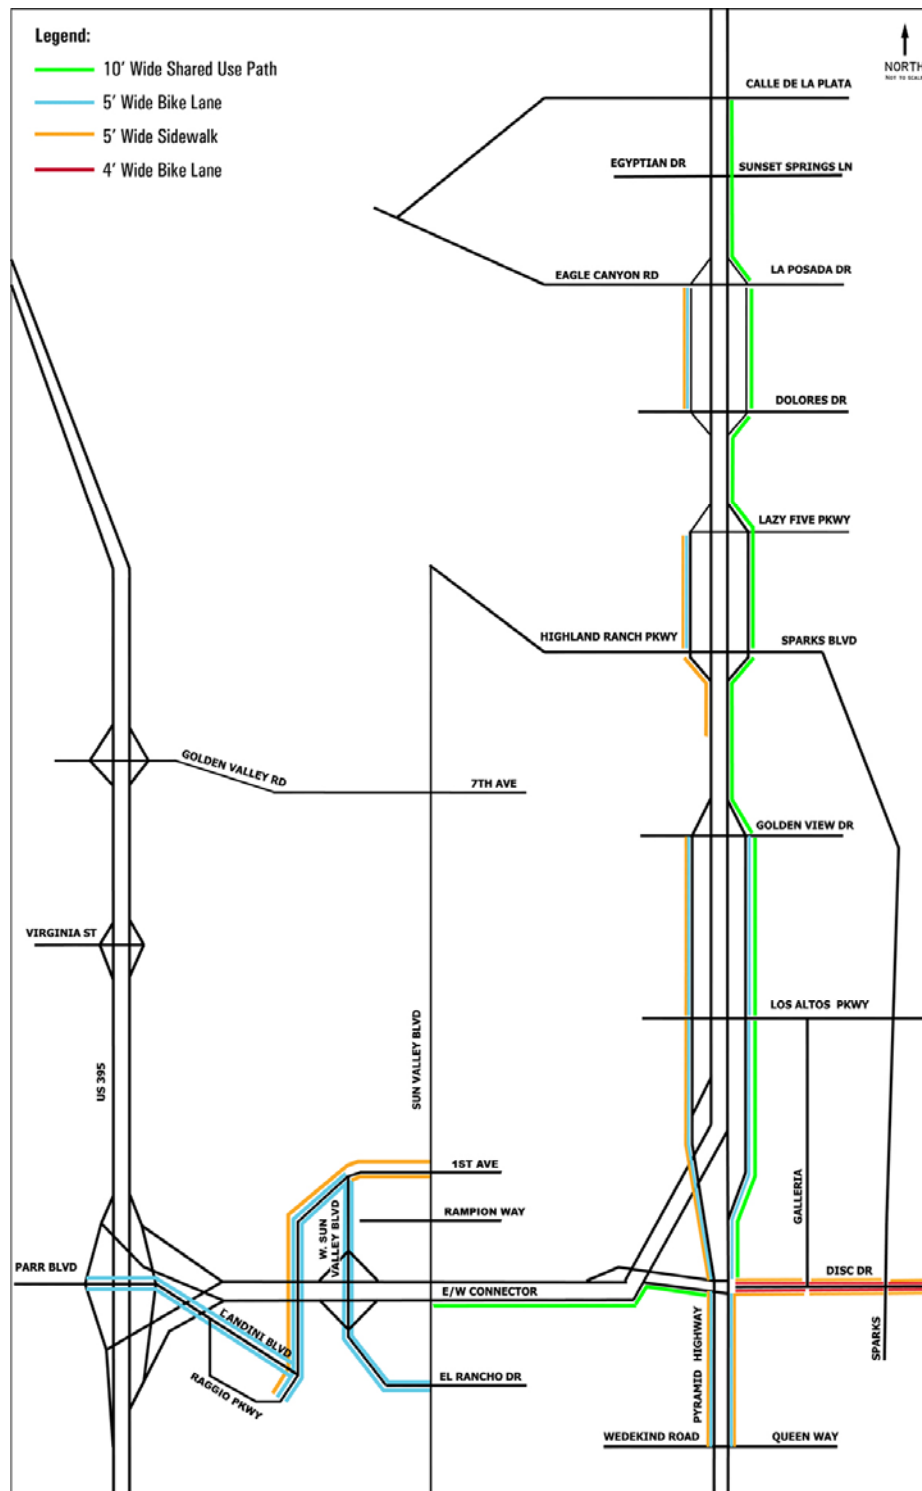 Legend:
10' Wide Shared Use Path
5' Wide Bike Lane
5' Wide Sidewalk
4' Wide Bike Lane
NORTH
NOT TO SCALE
CALLE DE LA PLATA
EGYPTIAN DR
SUNSET SPRINGS LN
EAGLE CANYON RD
LA POSADA DR
DOLORES DR
LAZY FIVE PKWY
HIGHLAND RANCH PKWY
SPARKS BLVD
GOLDEN VALLEY RD
7TH AVE
GOLDEN VIEW DR
VIRGINIA ST
LOS ALTOS PKWY
US 395
SUN VALLEY BLVD
1ST AVE
GALLERIA
RAMPION WAY
W. SUN
VALLEY BLVD
PARR BLVD
DISC DR
E/W CONNECTOR
DANDINI BLVD
PYRAMID HIGHWAY
SPARKS
RAGGIO PKWY
EL RANCHO DR
WEDEKIND ROAD
QUEEN WAY